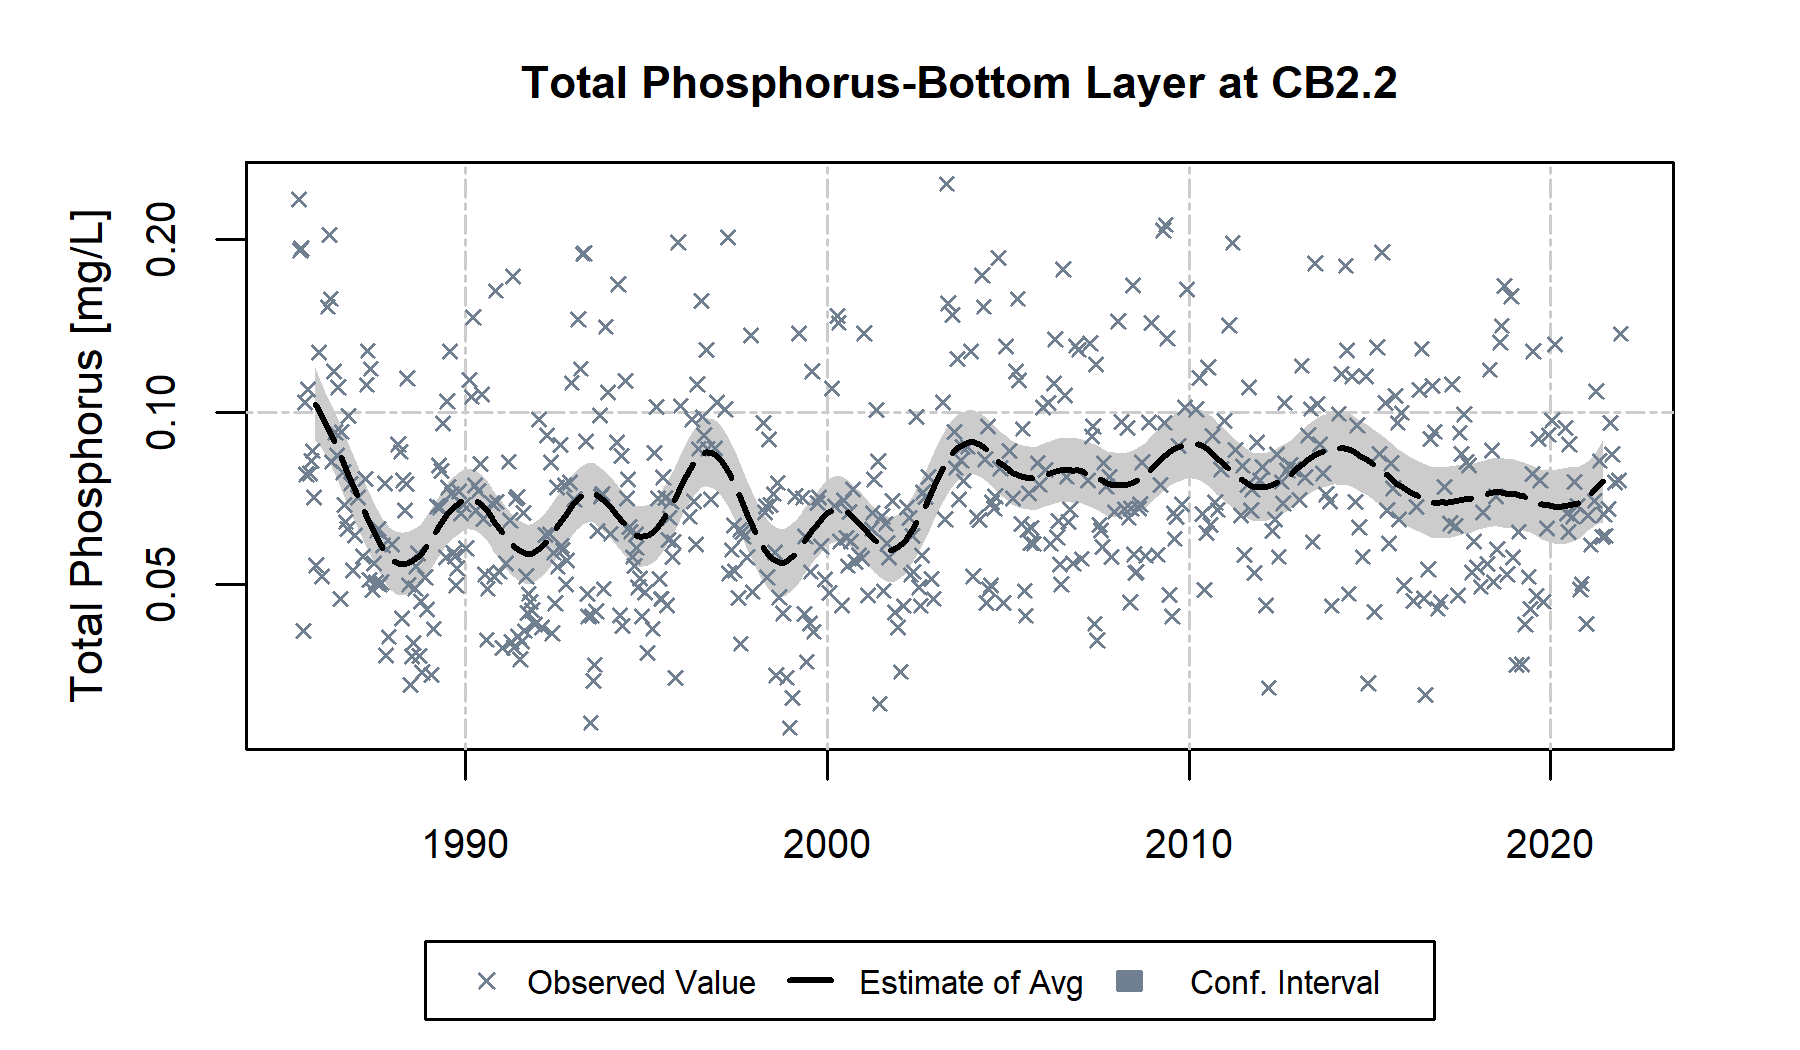 Total Phosphorus-Bottom Layer at CB2.2
Total Phosphorus [mg/L]
0.20
0.10
0.05
1990 2000 2010 2020
Observed Value Estimate of Avg Conf. Interval